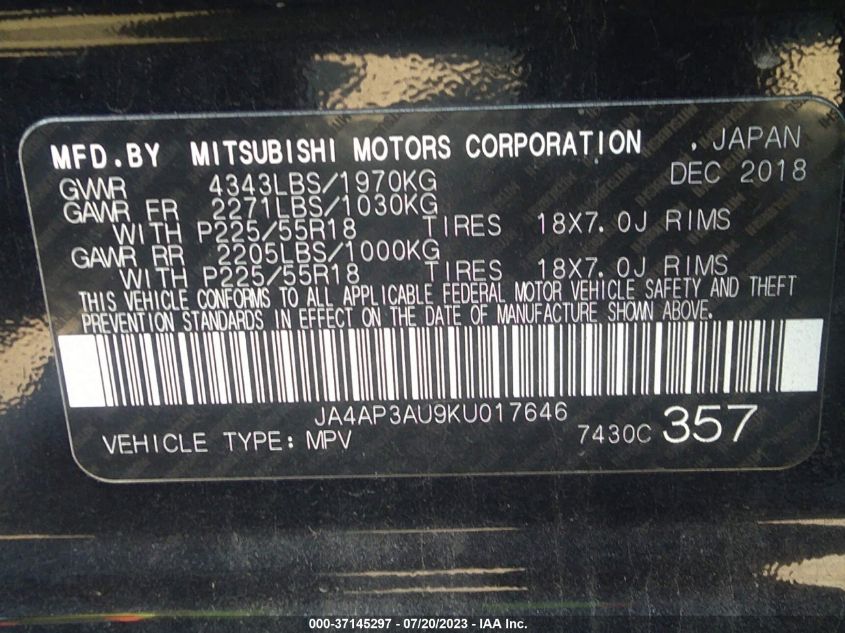 MFD.BY MITSUBISHI MOTORS CORPORATION , JAPAN
GVWR 4343LBS/1970KG DEC 2018
GAWR FR 2271LBS/1030KG
WITH P225/55R18 TIRES 18X7.0J RIMS
GAWR RR 2205LBS/1000KG
WITH P225/55R18 TIRES 18X7.0J RIMS
THIS VEHICLE CONFORMS TO ALL APPLICABLE FEDERAL MOTOR VEHICLE SAFETY AND THEFT
PREVENTION STANDARDS IN EFFECT ON THE DATE OF MANUFACTURE SHOWN ABOVE.
JA4AP3AU9KU017646
VEHICLE TYPE: MPV 7430C 357
000-37145297 - 07/20/2023 - IAA Inc.